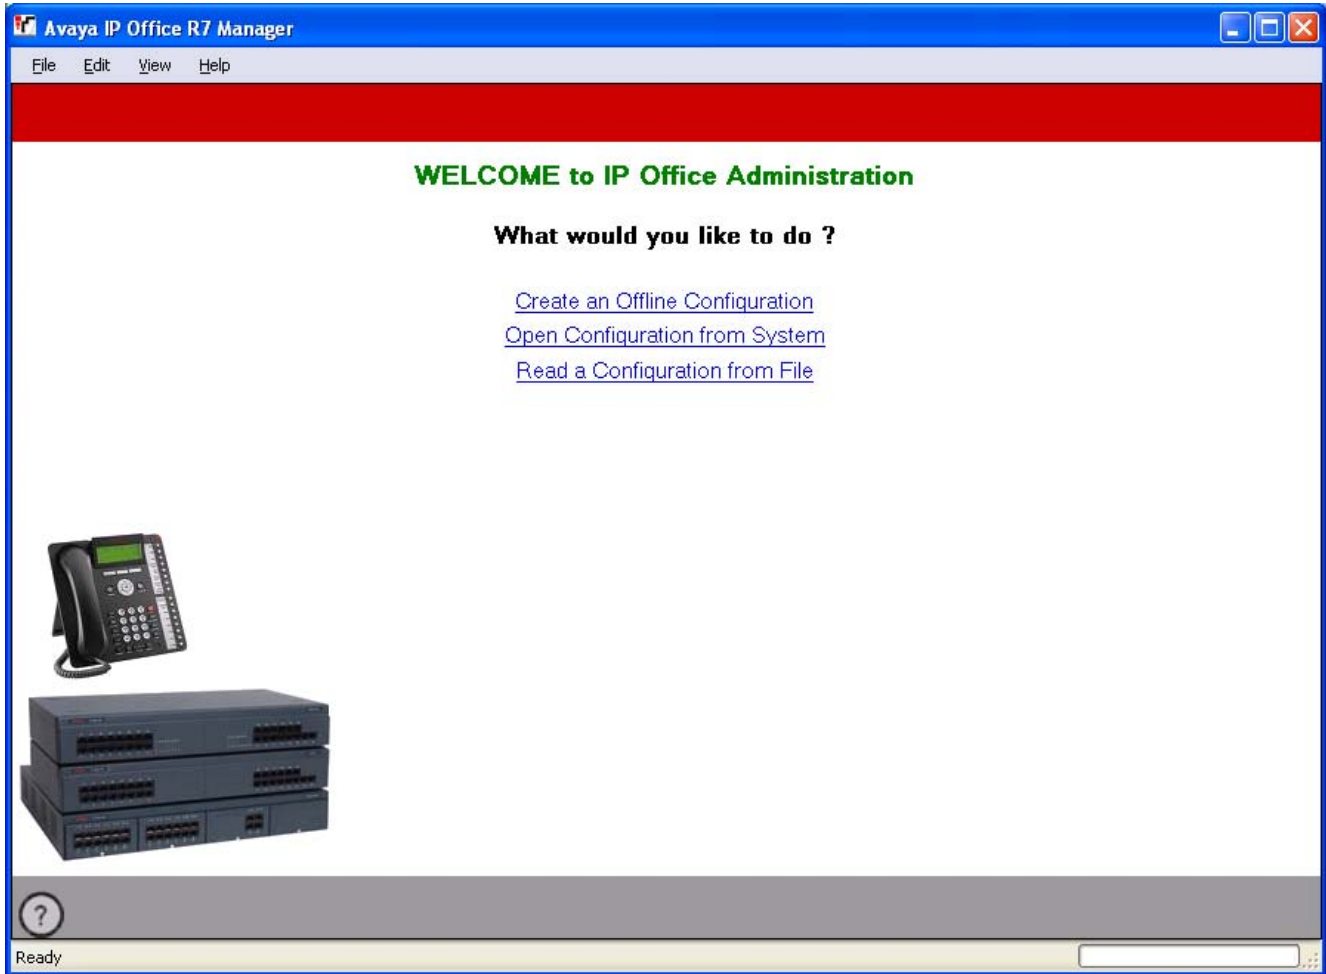 Avaya IP Office R7 Manager
File Edit View Help
WELCOME to IP Office Administration
What would you like to do ?
Create an Offline Configuration
Open Configuration from System
Read a Configuration from File
?
Ready